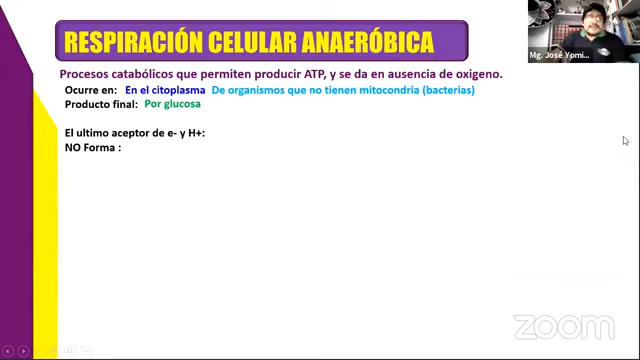 RESPIRACIÓN CELULAR ANAERÓBICA
Mg. José Yomi...
Procesos catabólicos que permiten producir ATP, y se da en ausencia de oxigeno.
Ocurre en: En el citoplasma De organismos que no tienen mitocondria (bacterias)
Producto final: Por glucosa
El ultimo aceptor de e- y H+:
NO Forma :
zoom